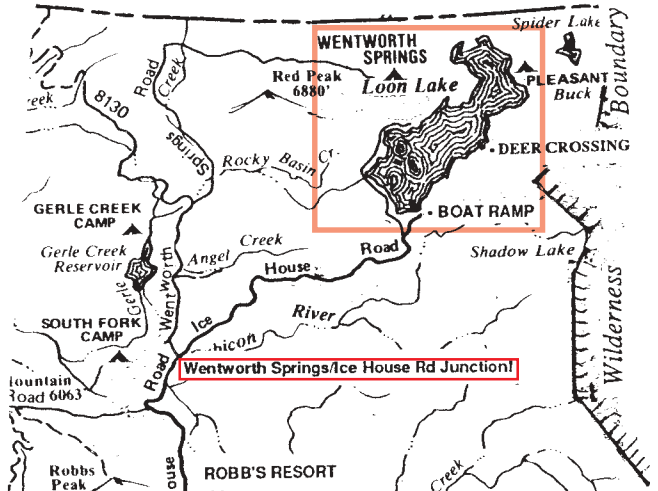 Spider Lake
WENTWORTH
SPRINGS
Boundary
Road
Creek
Red Peak
6880'
Loon Lake
PLEASANT
Buck
8130
Springs
DEER CROSSING
Rocky Basin
GERLE CREEK
CAMP
BOAT RAMP
Gerle Creek
Reservoir
Angel Creek
Road
Shadow Lake
House
Gerle
Wentworth
Ice
River
Wilderness
SOUTH FORK
CAMP
Road
Wentworth Springs/Ice House Rd Junction!
Road 6063
Robbs
Peak
ROBB'S RESORT
Creek